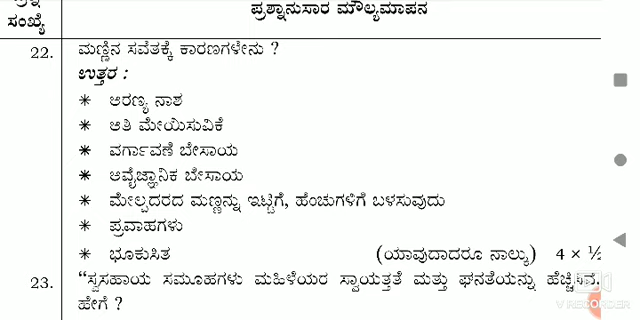 ಸಂಖ್ಯೆ
ಪ್ರಶ್ನಾನುಸಾರ ಮೌಲ್ಯಮಾಪನ
22. ಮಣ್ಣಿನ ಸವೆತಕ್ಕೆ ಕಾರಣಗಳೇನು ?
ಉತ್ತರ :
* ಅರಣ್ಯ ನಾಶ
* ಅತಿ ಮೇಯಿಸುವಿಕೆ
* ವರ್ಗಾವಣೆ ಬೇಸಾಯ
* ಅವೈಜ್ಞಾನಿಕ ಬೇಸಾಯ
* ಮೇಲ್ಪದರದ ಮಣ್ಣನ್ನು ಇಟ್ಟಿಗೆ, ಹೆಂಚುಗಳಿಗೆ ಬಳಸುವುದು
* ಪ್ರವಾಹಗಳು
* ಭೂಕುಸಿತ (ಯಾವುದಾದರೂ ನಾಲ್ಕು) 4 × ½
23. “ಸ್ವಸಹಾಯ ಸಮೂಹಗಳು ಮಹಿಳೆಯರ ಸ್ವಾಯತ್ತತೆ ಮತ್ತು ಘನತೆಯನ್ನು
ಹೇಗೆ ?
V RECORDER